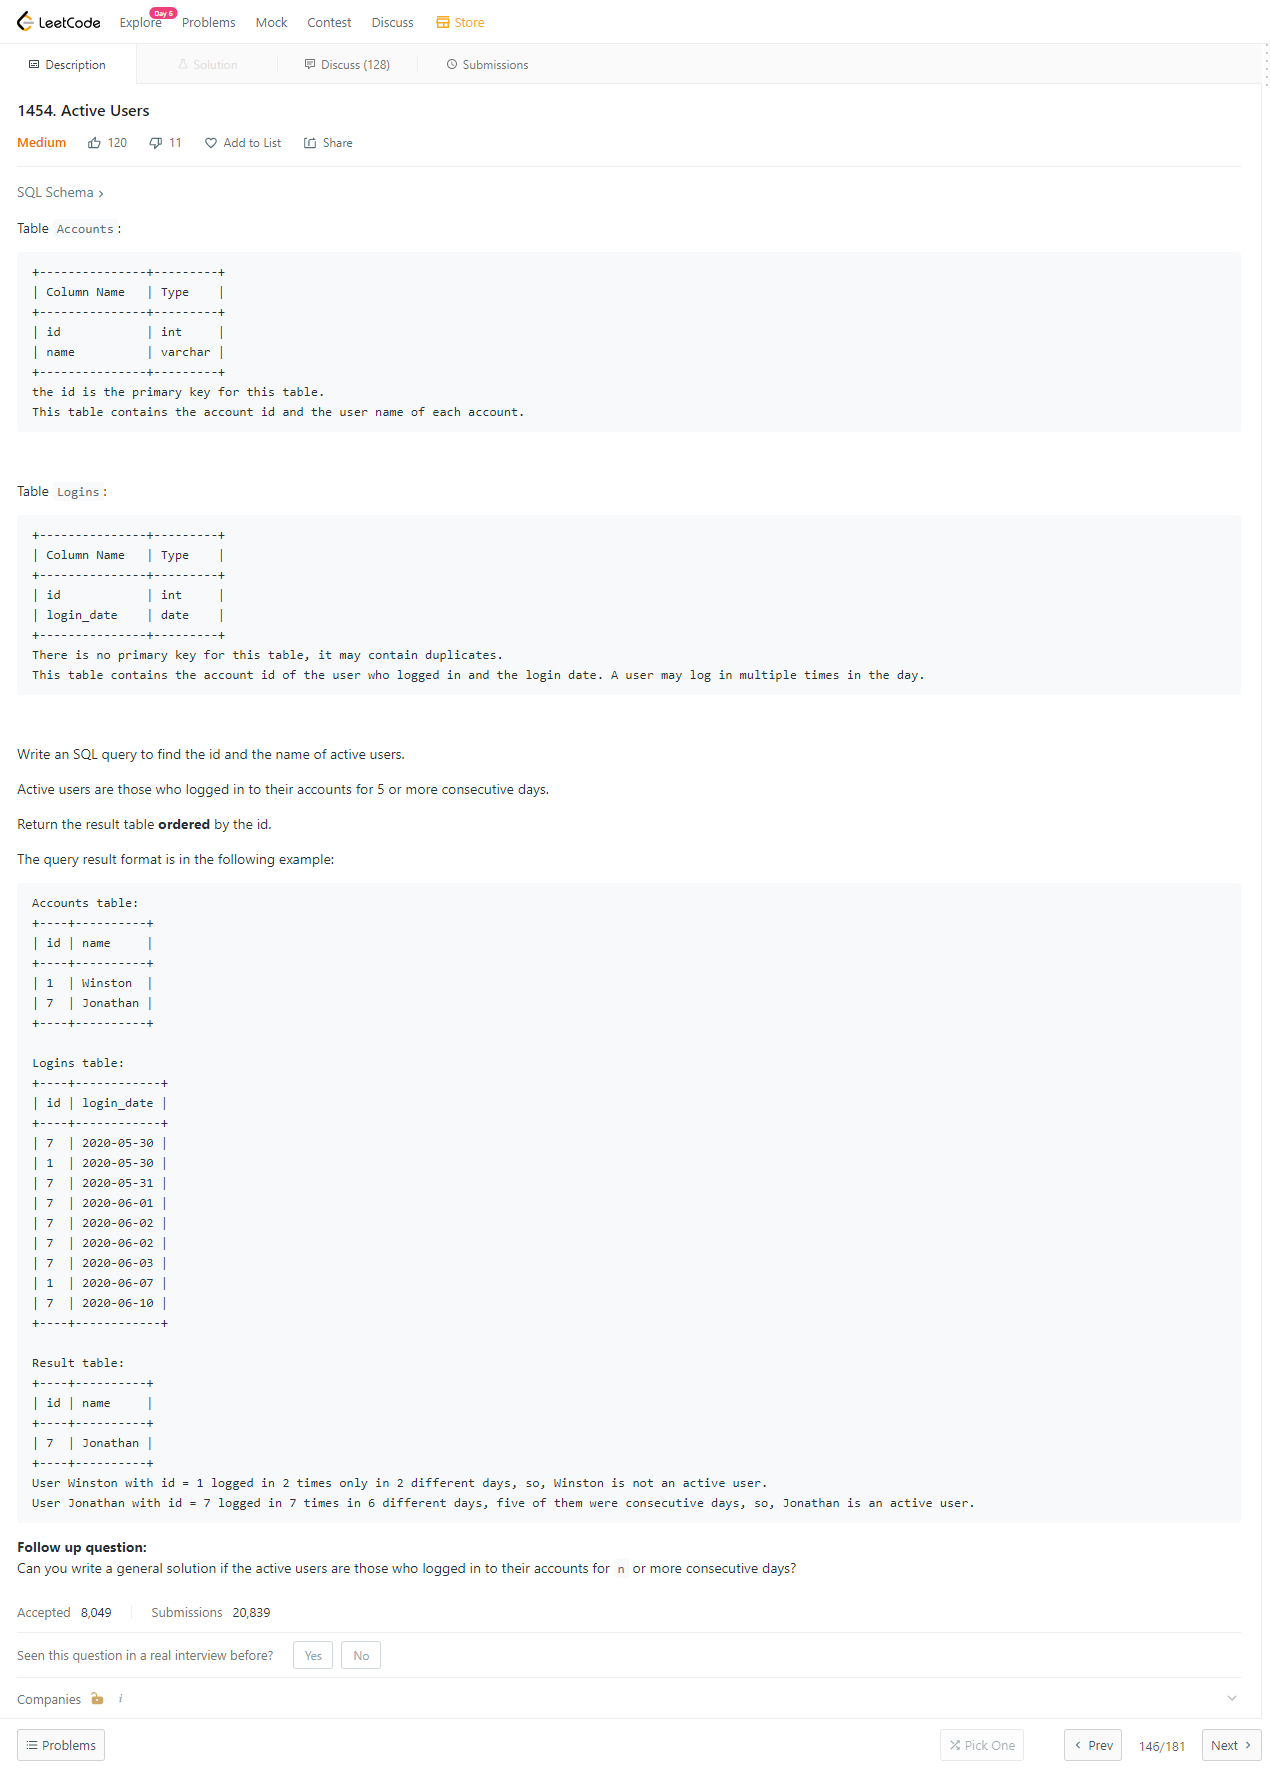 LeetCode Explore Day 6 Problems Mock Contest Discuss Store
Description Solution Discuss (128) Submissions
1454. Active Users
Medium 120 11 Add to List Share
SQL Schema >
Table Accounts :
+---------------+---------+
| Column Name   | Type    |
+---------------+---------+
| id            | int     |
| name          | varchar |
+---------------+---------+
the id is the primary key for this table.
This table contains the account id and the user name of each account.
Table Logins :
+---------------+---------+
| Column Name   | Type    |
+---------------+---------+
| id            | int     |
| login_date    | date    |
+---------------+---------+
There is no primary key for this table, it may contain duplicates.
This table contains the account id of the user who logged in and the login date. A user may log in multiple times in the day.
Write an SQL query to find the id and the name of active users.
Active users are those who logged in to their accounts for 5 or more consecutive days.
Return the result table ordered by the id.
The query result format is in the following example:
Accounts table:
+----+----------+
| id | name     |
+----+----------+
| 1  | Winston  |
| 7  | Jonathan |
+----+----------+
Logins table:
+----+------------+
| id | login_date |
+----+------------+
| 7  | 2020-05-30 |
| 1  | 2020-05-30 |
| 7  | 2020-05-31 |
| 7  | 2020-06-01 |
| 7  | 2020-06-02 |
| 7  | 2020-06-02 |
| 7  | 2020-06-03 |
| 1  | 2020-06-07 |
| 7  | 2020-06-10 |
+----+------------+
Result table:
+----+----------+
| id | name     |
+----+----------+
| 7  | Jonathan |
+----+----------+
User Winston with id = 1 logged in 2 times only in 2 different days, so, Winston is not an active user.
User Jonathan with id = 7 logged in 7 times in 6 different days, five of them were consecutive days, so, Jonathan is an active user.
Follow up question:
Can you write a general solution if the active users are those who logged in to their accounts for n or more consecutive days?
Accepted 8,049 Submissions 20,839
Seen this question in a real interview before? Yes No
Companies i
Problems Pick One < Prev 146/181 Next >